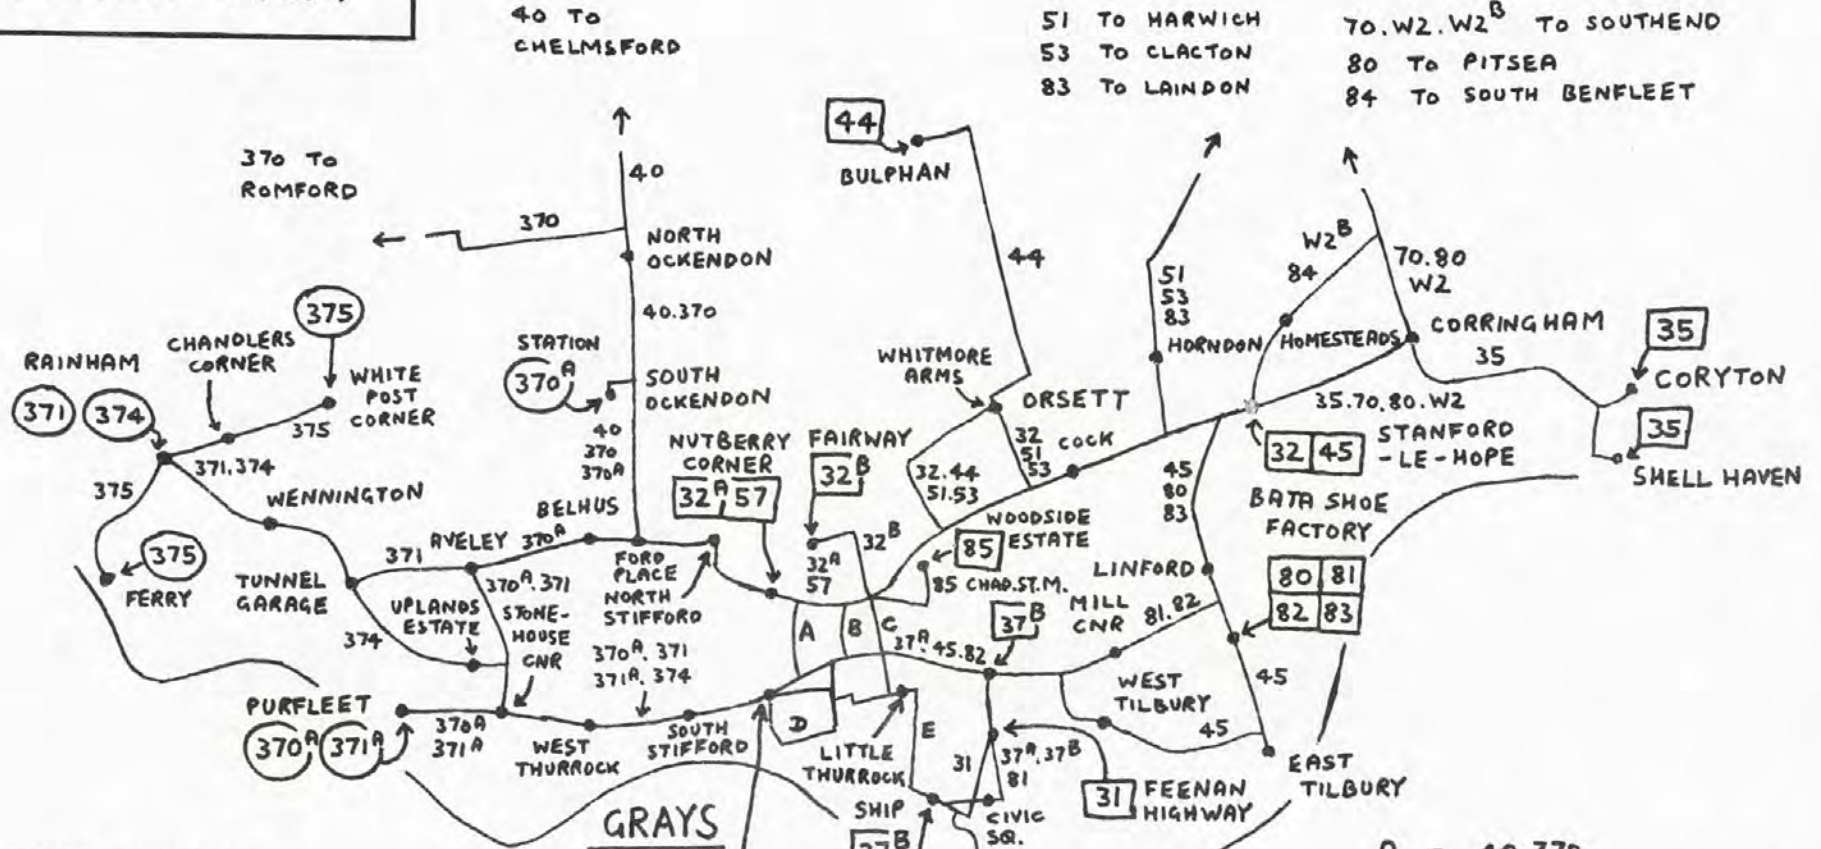 40 TO
CHELMSFORD
51 TO HARWICH
53 TO CLACTON
83 TO LAINDON
70.W2.W2B TO SOUTHEND
80 TO PITSEA
84 TO SOUTH BENFLEET
370 TO
ROMFORD
40
44
BULPHAN
370
NORTH
OCKENDON
44
W2B
84
70.80
W2
51
53
83
40.370
375
CHANDLERS
CORNER
RAINHAM
371
374
WHITE
POST
CORNER
375
371.374
STATION
370A
SOUTH
OCKENDON
40
370
370A
WHITMORE
ARMS
ORSETT
HORNDON
HOMESTEADS
CORRINGHAM
35
35
CORYTON
35.70.80.W2
35
SHELL HAVEN
32
51
53
COCK
32 45
STANFORD
-LE-HOPE
NUTBERRY
CORNER
32A 57
FAIRWAY
32B
32.44
51.53
45
80
83
BATA SHOE
FACTORY
80 81
82 83
375
WENNINGTON
BELHUS
AVELEY
370A
371
32B
WOODSIDE
ESTATE
85
375
FERRY
TUNNEL
GARAGE
370A.371
FORD
PLACE
NORTH
STIFFORD
32A
57
85
CHAD.ST.M.
LINFORD
UPLANDS
ESTATE
STONE-
HOUSE
CNR
374
370A.371
371A.374
A
B
C
37A.45.82
37B
MILL
CNR
81.82
PURFLEET
370A
371A
370A
371A
WEST
THURROCK
SOUTH
STIFFORD
D
LITTLE
THURROCK
E
WEST
TILBURY
45
45
EAST
TILBURY
31
37A.37B
81
31
FEENAN
HIGHWAY
GRAYS
SHIP
37B
CIVIC
SQ.